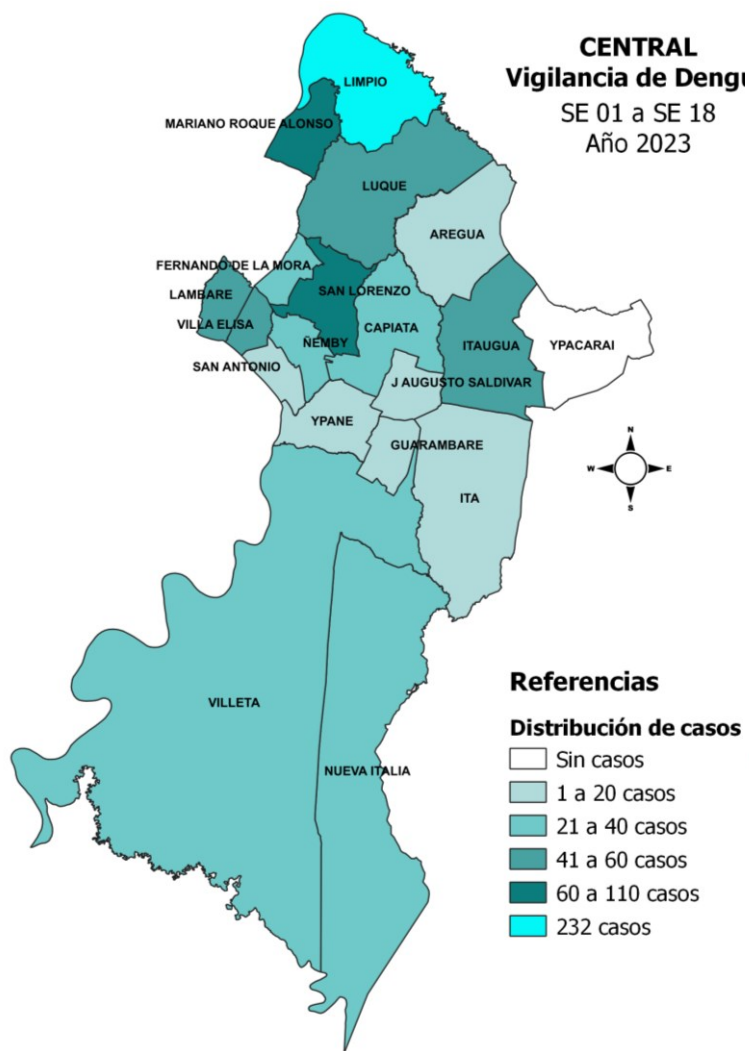 CENTRAL
Vigilancia de Dengu
SE 01 a SE 18
Año 2023
LIMPIO
MARIANO ROQUE ALONSO
LUQUE
AREGUA
FERNANDO DE LA MORA
LAMBARE
SAN LORENZO
VILLA ELISA
CAPIATA
ÑEMBY
ITAUGUA
YPACARAI
SAN ANTONIO
J AUGUSTO SALDIVAR
YPANE
GUARAMBARE
ITA
N
W
E
S
VILLETA
NUEVA ITALIA
Referencias
Distribución de casos
Sin casos
1 a 20 casos
21 a 40 casos
41 a 60 casos
60 a 110 casos
232 casos